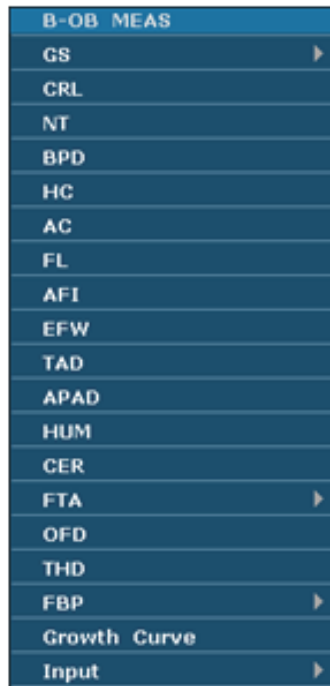 B-OB MEAS
GS
CRL
NT
BPD
HC
AC
FL
AFI
EFW
TAD
APAD
HUM
CER
FTA
OFD
THD
FBP
Growth Curve
Input